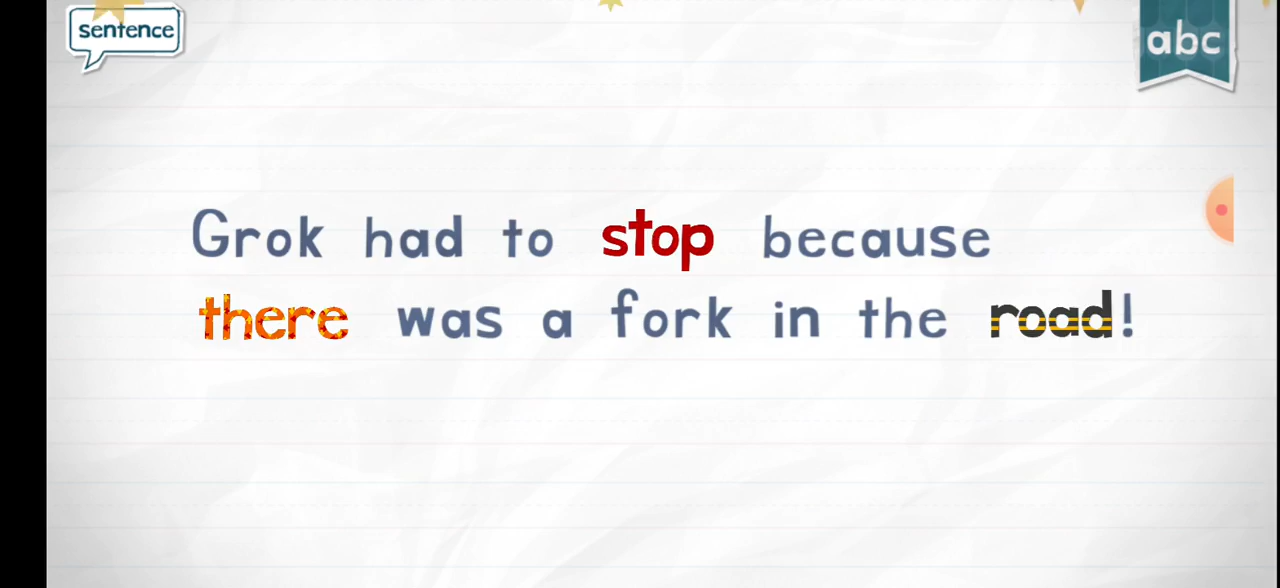 sentence
abc
Grok had to stop because
there was a fork in the road!